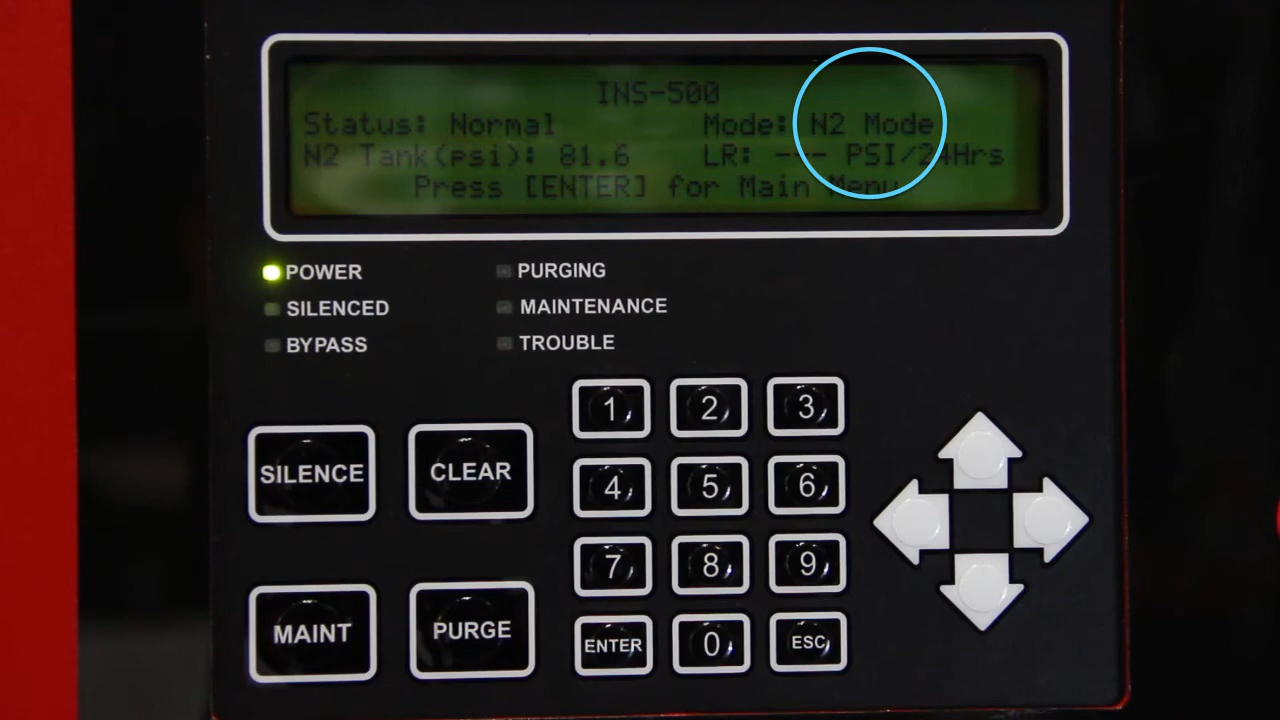 INS-500
Status: Normal Mode: N2 Mode
N2 Tank(psi): 81.6 LR: --- PSI/24Hrs
Press [ENTER] for Main Menu
POWER PURGING
SILENCED MAINTENANCE
BYPASS TROUBLE
1 2 3
SILENCE CLEAR 4 5 6
7 8 9
MAINT PURGE ENTER 0 ESC